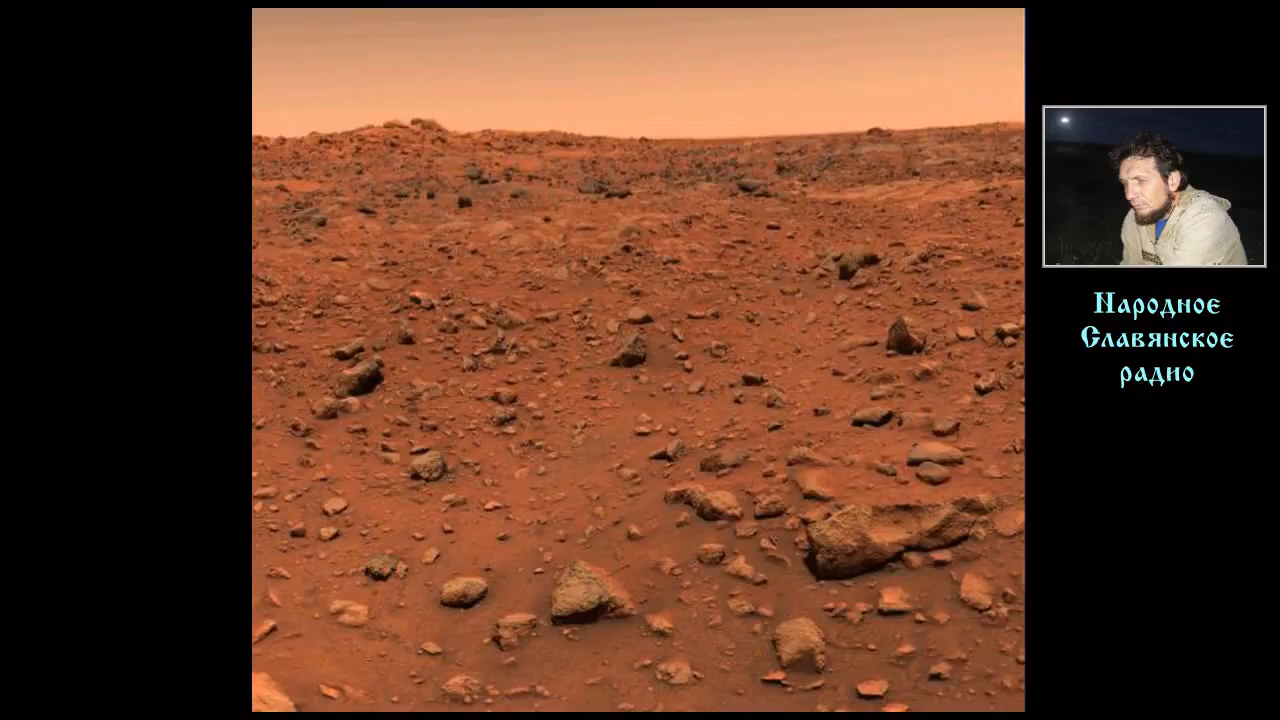 Народное
Славянское
радио